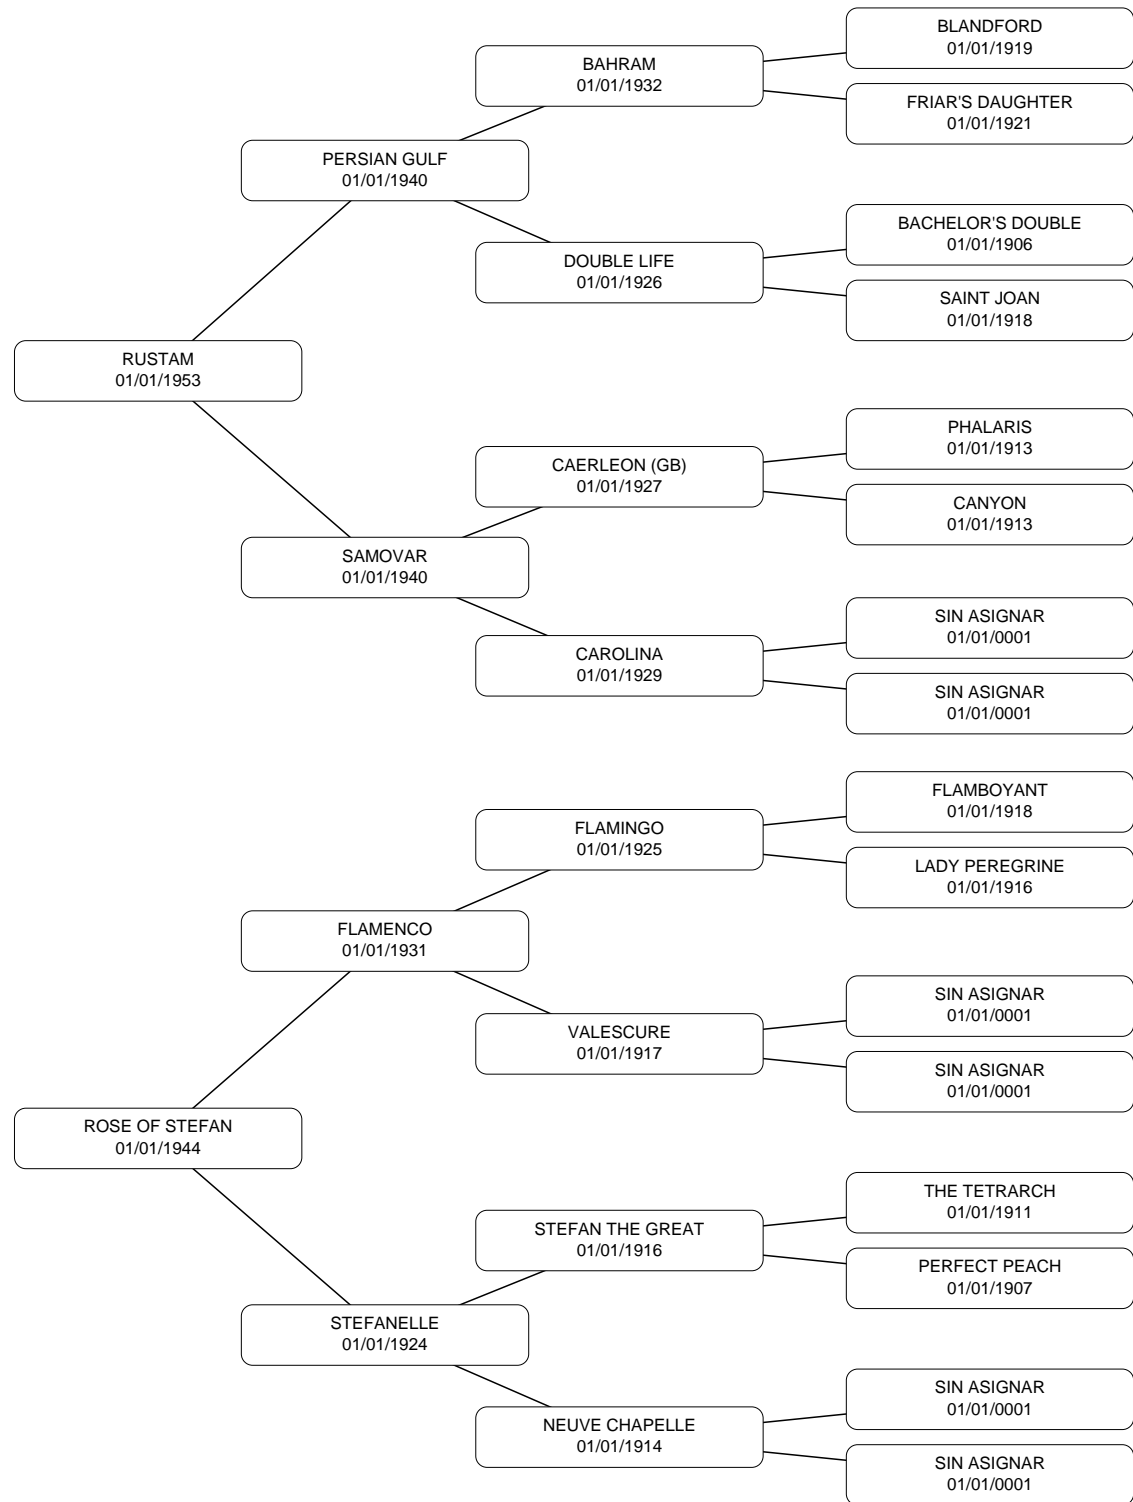 BLANDFORD
01/01/1919
BAHRAM
01/01/1932
FRIAR'S DAUGHTER
01/01/1921
PERSIAN GULF
01/01/1940
BACHELOR'S DOUBLE
01/01/1906
DOUBLE LIFE
01/01/1926
SAINT JOAN
01/01/1918
RUSTAM
01/01/1953
PHALARIS
01/01/1913
CAERLEON (GB)
01/01/1927
CANYON
01/01/1913
SAMOVAR
01/01/1940
SIN ASIGNAR
01/01/0001
CAROLINA
01/01/1929
SIN ASIGNAR
01/01/0001
FLAMBOYANT
01/01/1918
FLAMINGO
01/01/1925
LADY PEREGRINE
01/01/1916
FLAMENCO
01/01/1931
SIN ASIGNAR
01/01/0001
VALESCURE
01/01/1917
SIN ASIGNAR
01/01/0001
ROSE OF STEFAN
01/01/1944
THE TETRARCH
01/01/1911
STEFAN THE GREAT
01/01/1916
PERFECT PEACH
01/01/1907
STEFANELLE
01/01/1924
SIN ASIGNAR
01/01/0001
NEUVE CHAPELLE
01/01/1914
SIN ASIGNAR
01/01/0001